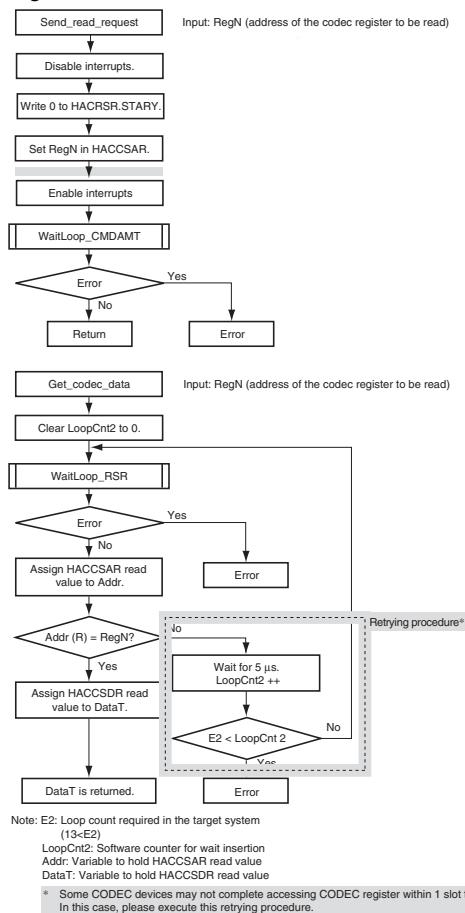 Send_read_request
Input: RegN (address of the codec register to be read)
Disable interrupts.
Write 0 to HACRSR.STARY.
Set RegN in HACCSAR.
Enable interrupts
WaitLoop_CMDAMT
Error
Yes
No
Return
Error
Get_codec_data
Input: RegN (address of the codec register to be read)
Clear LoopCnt2 to 0.
WaitLoop_RSR
Error
Yes
No
Error
Assign HACCSAR read
value to Addr.
Retrying procedure*
Addr (R) = RegN?
No
Wait for 5 μs.
LoopCnt2 ++
Yes
Assign HACCSDR read
value to DataT.
E2 < LoopCnt 2
No
Yes
DataT is returned.
Error
Note: E2: Loop count required in the target system
(13<E2)
LoopCnt2: Software counter for wait insertion
Addr: Variable to hold HACCSAR read value
DataT: Variable to hold HACCSDR read value
* Some CODEC devices may not complete accessing CODEC register within 1 slot
In this case, please execute this retrying procedure.